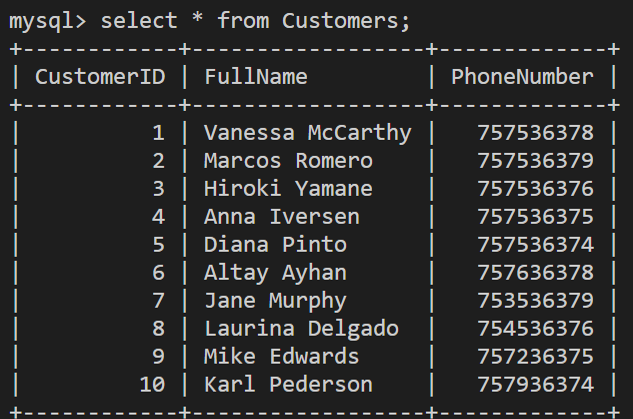 mysql> select * from Customers;
+------------+------------------+-------------+
| CustomerID | FullName         | PhoneNumber |
+------------+------------------+-------------+
|          1 | Vanessa McCarthy |   757536378 |
|          2 | Marcos Romero    |   757536379 |
|          3 | Hiroki Yamane    |   757536376 |
|          4 | Anna Iversen     |   757536375 |
|          5 | Diana Pinto      |   757536374 |
|          6 | Altay Ayhan      |   757636378 |
|          7 | Jane Murphy      |   753536379 |
|          8 | Laurina Delgado  |   754536376 |
|          9 | Mike Edwards     |   757236375 |
|         10 | Karl Pederson    |   757936374 |
+------------+------------------+-------------+